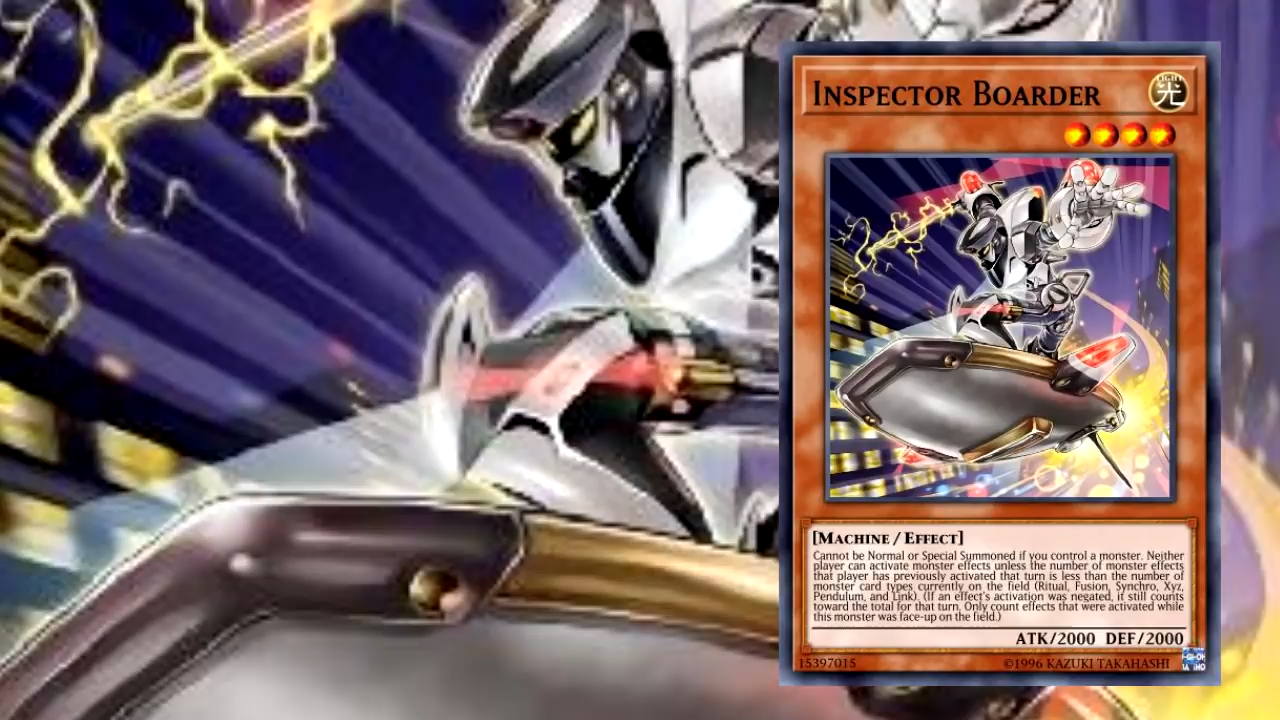 INSPECTOR BOARDER
LIGHT
光
[MACHINE / EFFECT]
Cannot be Normal or Special Summoned if you control a monster. Neither
player can activate monster effects unless the number of monster effects
that player has previously activated that turn is less than the number of
monster card types currently on the field (Ritual, Fusion, Synchro, Xyz,
Pendulum, and Link). (If an effect's activation was negated, it still counts
toward the total for that turn. Only count effects that were activated while
this monster was face-up on the field.)
ATK/2000 DEF/2000
15397015
©1996 KAZUKI TAKAHASHI